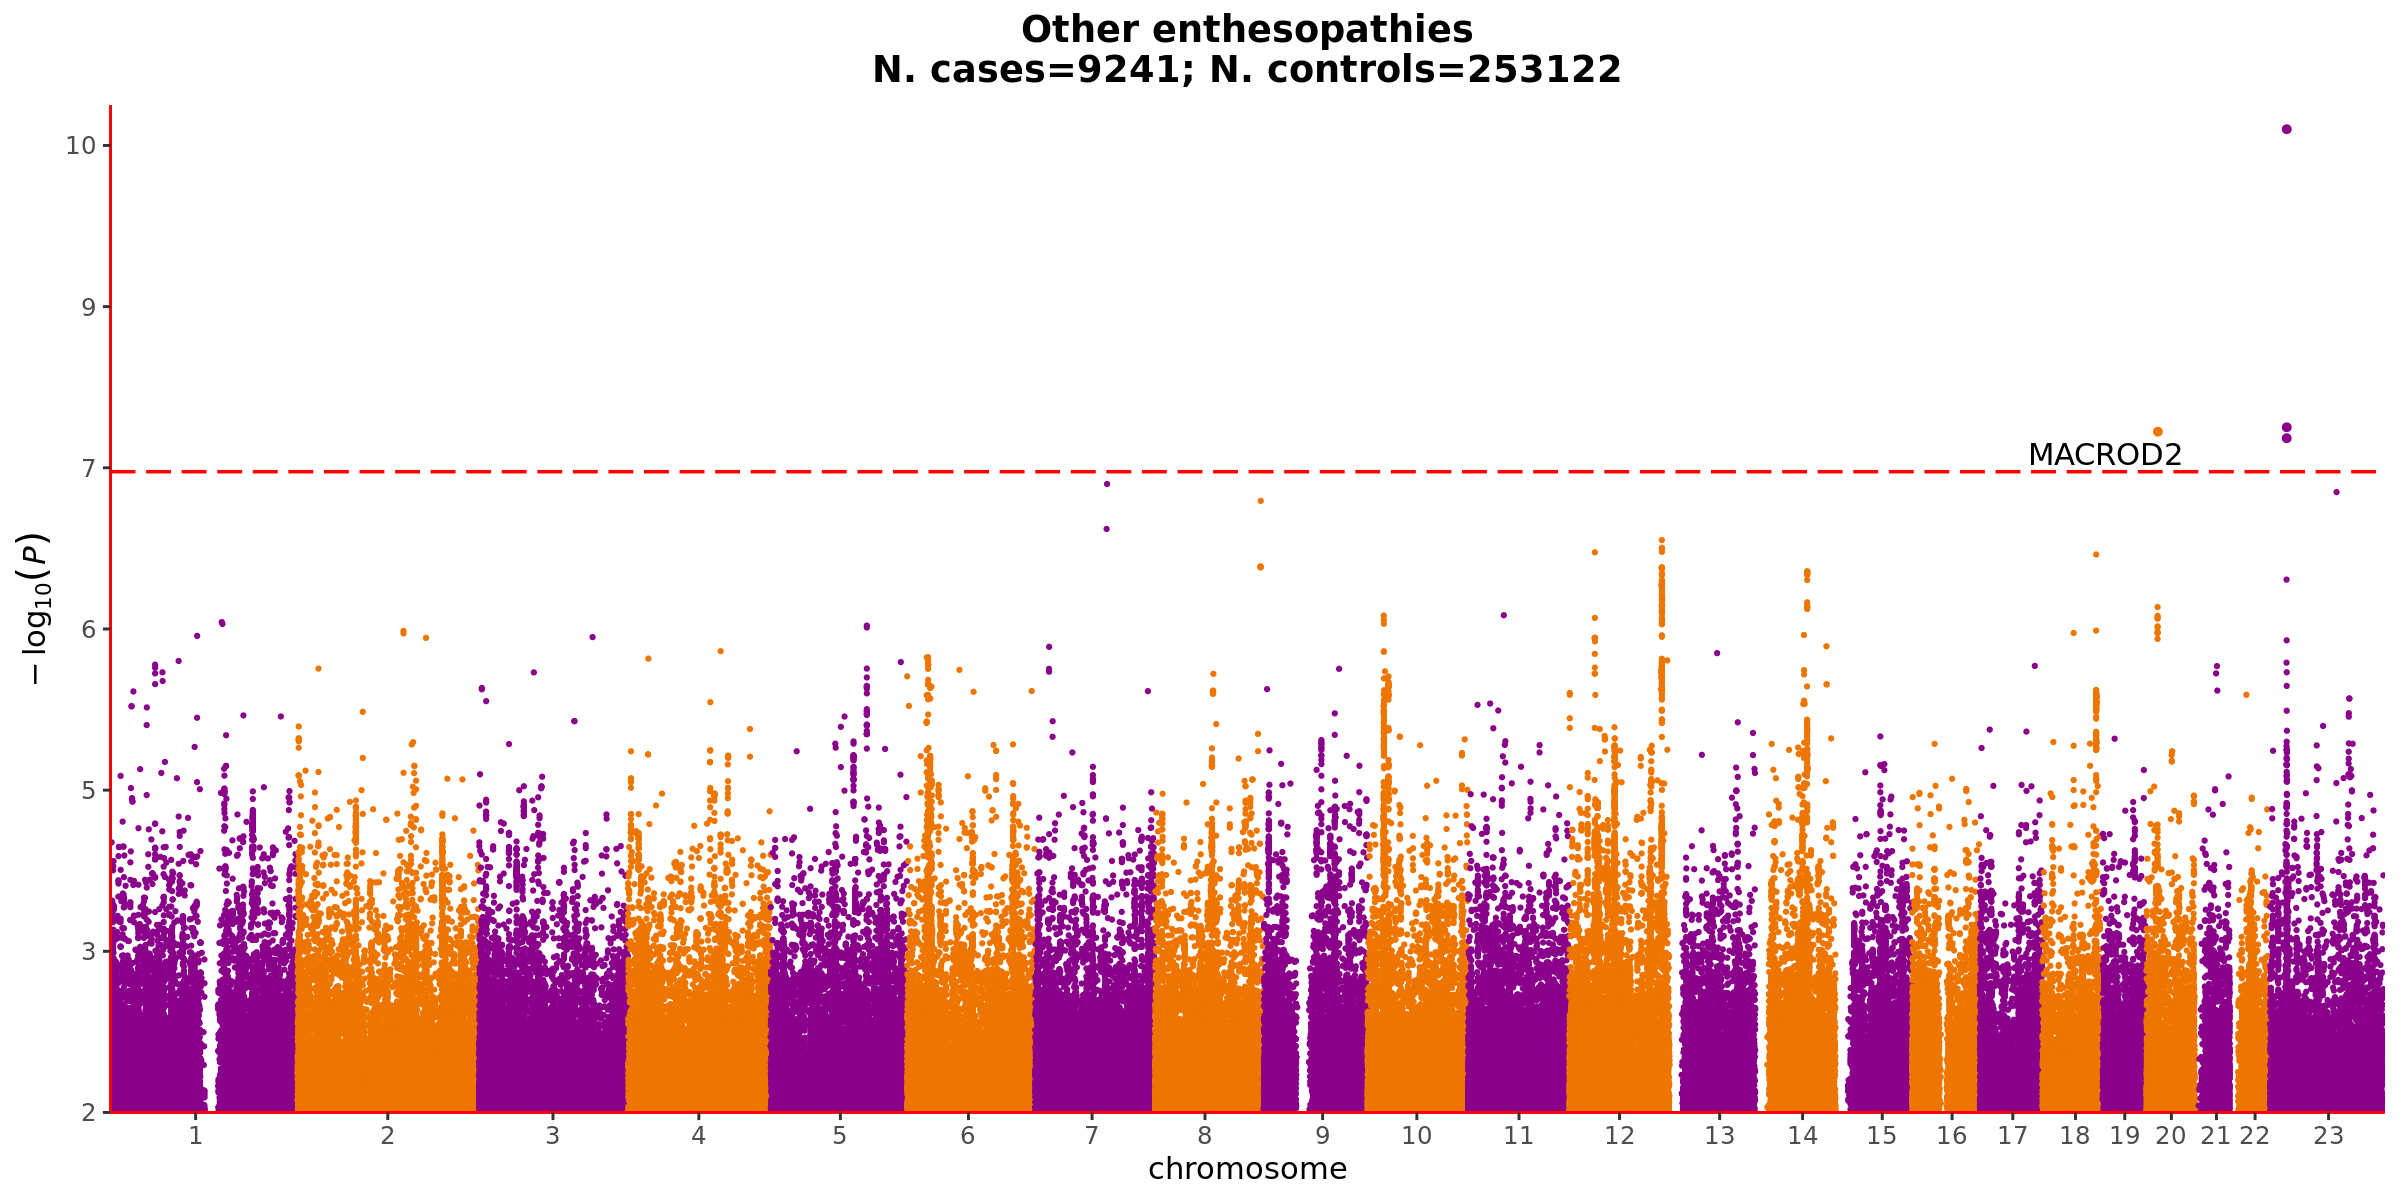 Other enthesopathies
N. cases=9241; N. controls=253122
10
9
7
6
5
3
2
− log₁₀(P)
MACROD2
1 2 3 4 5 6 7 8 9 10 11 12 13 14 15 16 17 18 19 20 21 22 23
chromosome